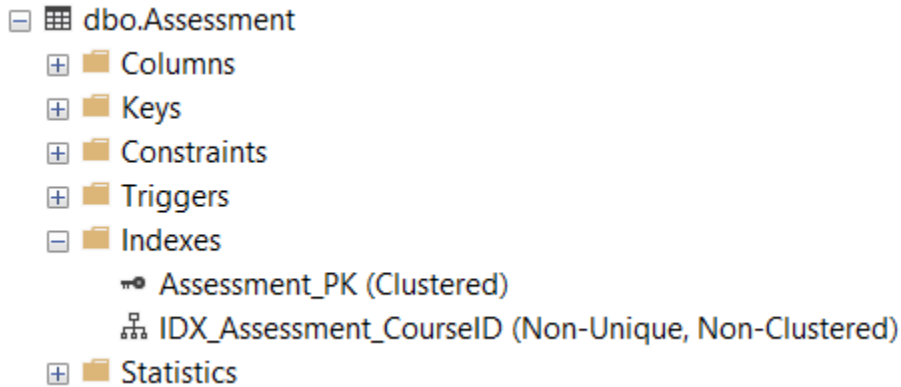 dbo.Assessment
Columns
Keys
Constraints
Triggers
Indexes
Assessment_PK (Clustered)
IDX_Assessment_CourseID (Non-Unique, Non-Clustered)
Statistics